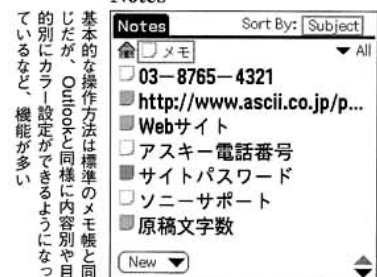 Notes
基本的な操作方法は標準のメモ帳と同
じだが、Outlookと同様に内容別や目
的別にカラー設定ができるようになっ
ているなど、機能が多い
Notes
Sort By: Subject
メモ
All
03－8765－4321
http://www.ascii.co.jp/p...
Webサイト
アスキー電話番号
サイトパスワード
ソニーサポート
原稿文字数
New